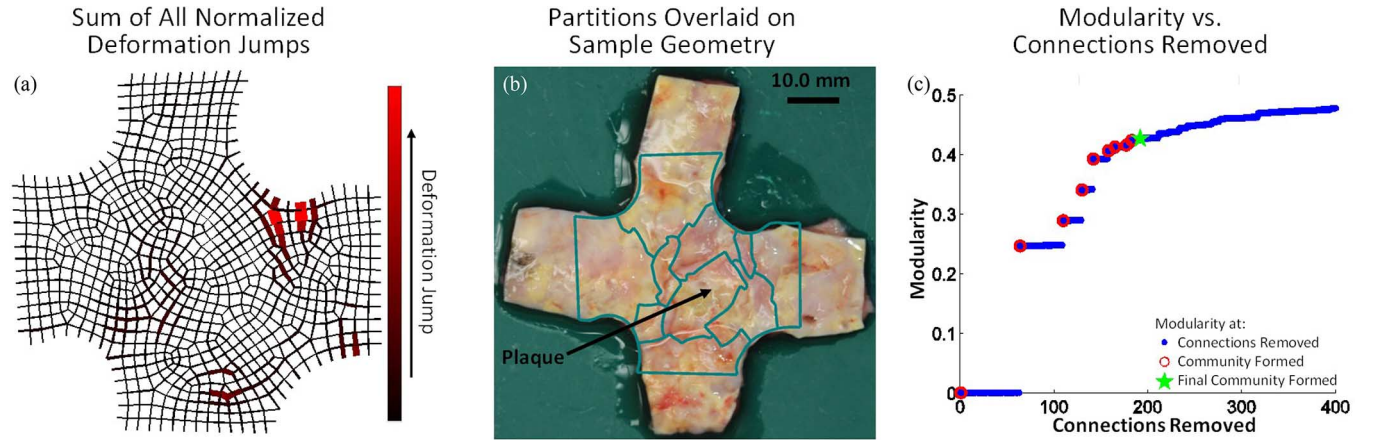 Sum of All Normalized
Deformation Jumps
(a)
Deformation Jump
Partitions Overlaid on
Sample Geometry
(b)
10.0 mm
Plaque
Modularity vs.
Connections Removed
(c)
Modularity
0.5
0.4
0.3
0.2
0.1
0
Modularity at:
Connections Removed
Community Formed
Final Community Formed
0 100 200 300 400
Connections Removed